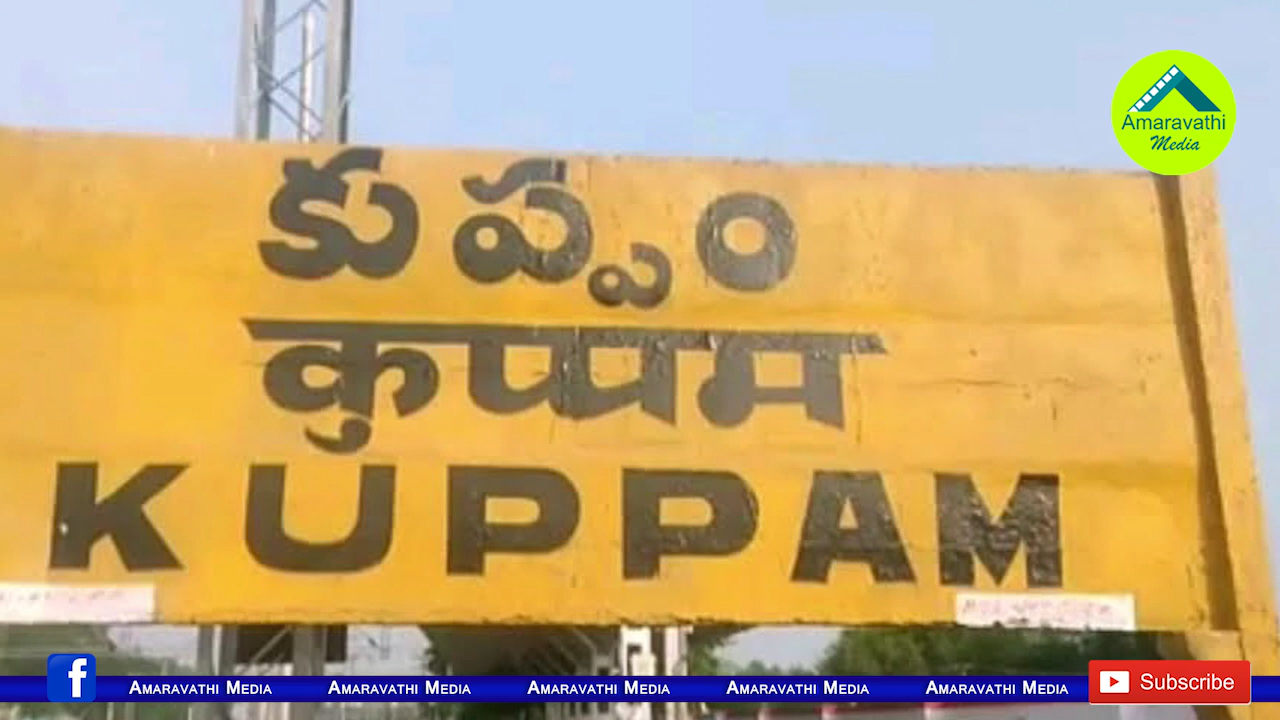 Amaravathi
Media
కుప్పం
कुप्पम
KUPPAM
f
AMARAVATHI MEDIA AMARAVATHI MEDIA AMARAVATHI MEDIA AMARAVATHI MEDIA AMARAVATHI MEDIA
Subscribe